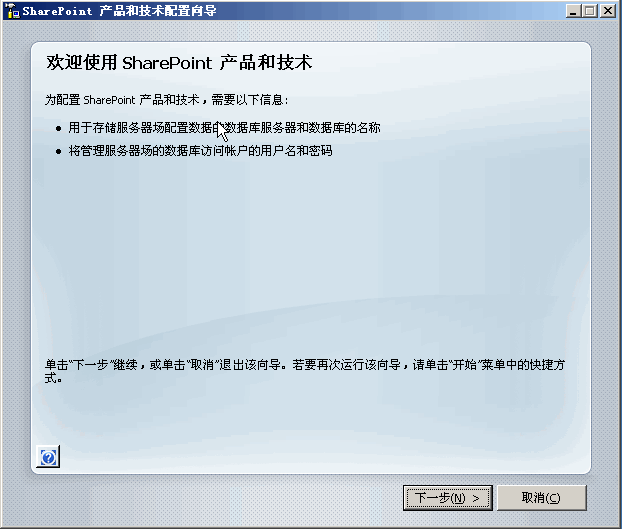 SharePoint 产品和技术配置向导
欢迎使用 SharePoint 产品和技术
为配置 SharePoint 产品和技术，需要以下信息:
• 用于存储服务器场配置数据的数据库服务器和数据库的名称
• 将管理服务器场的数据库访问帐户的用户名和密码
单击“下一步”继续，或单击“取消”退出该向导。若要再次运行该向导，请单击“开始”菜单中的快捷方
式。
下一步(N) >
取消(C)